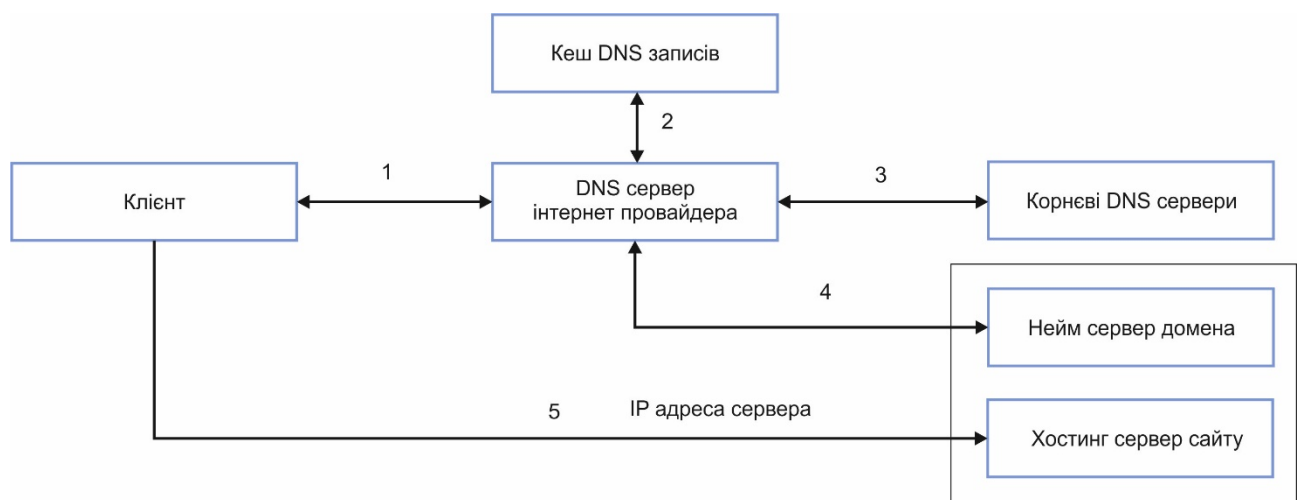 Кеш DNS записів
2
Клієнт
1
DNS сервер
інтернет провайдера
3
Корнєві DNS сервери
4
Нейм сервер домена
5
IP адреса сервера
Хостинг сервер сайту